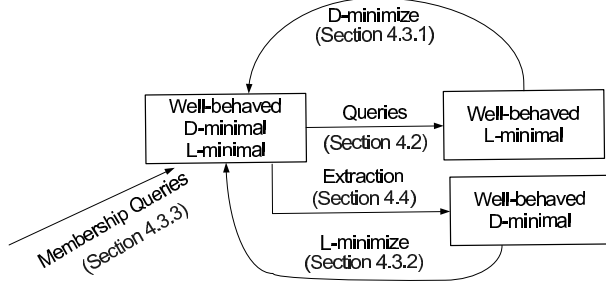 D-minimize
(Section 4.3.1)
Well-behaved
D-minimal
L-minimal
Queries
(Section 4.2)
Well-behaved
L-minimal
Extraction
(Section 4.4)
Well-behaved
D-minimal
Membership Queries
(Section 4.3.3)
L-minimize
(Section 4.3.2)